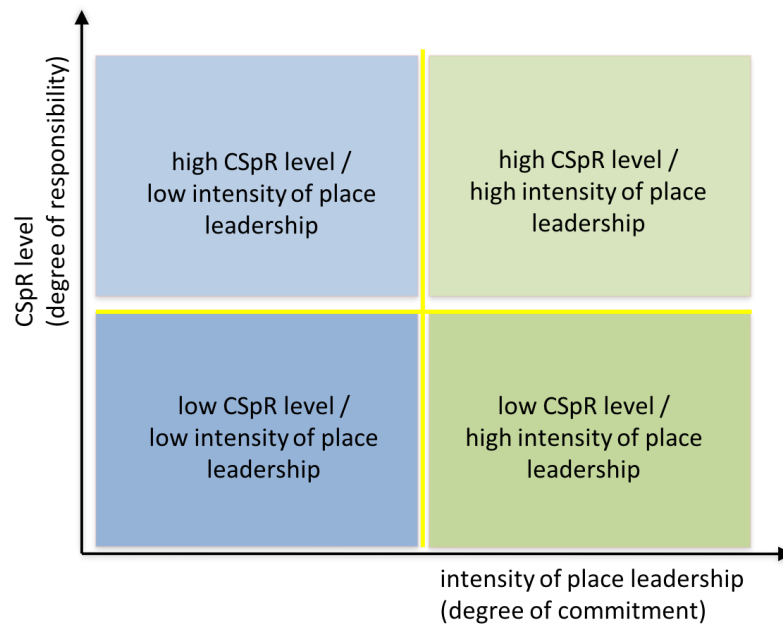 CSpR level
(degree of responsibility)
high CSpR level /
low intensity of place
leadership
high CSpR level /
high intensity of place
leadership
low CSpR level /
low intensity of place
leadership
low CSpR level /
high intensity of place
leadership
intensity of place leadership
(degree of commitment)